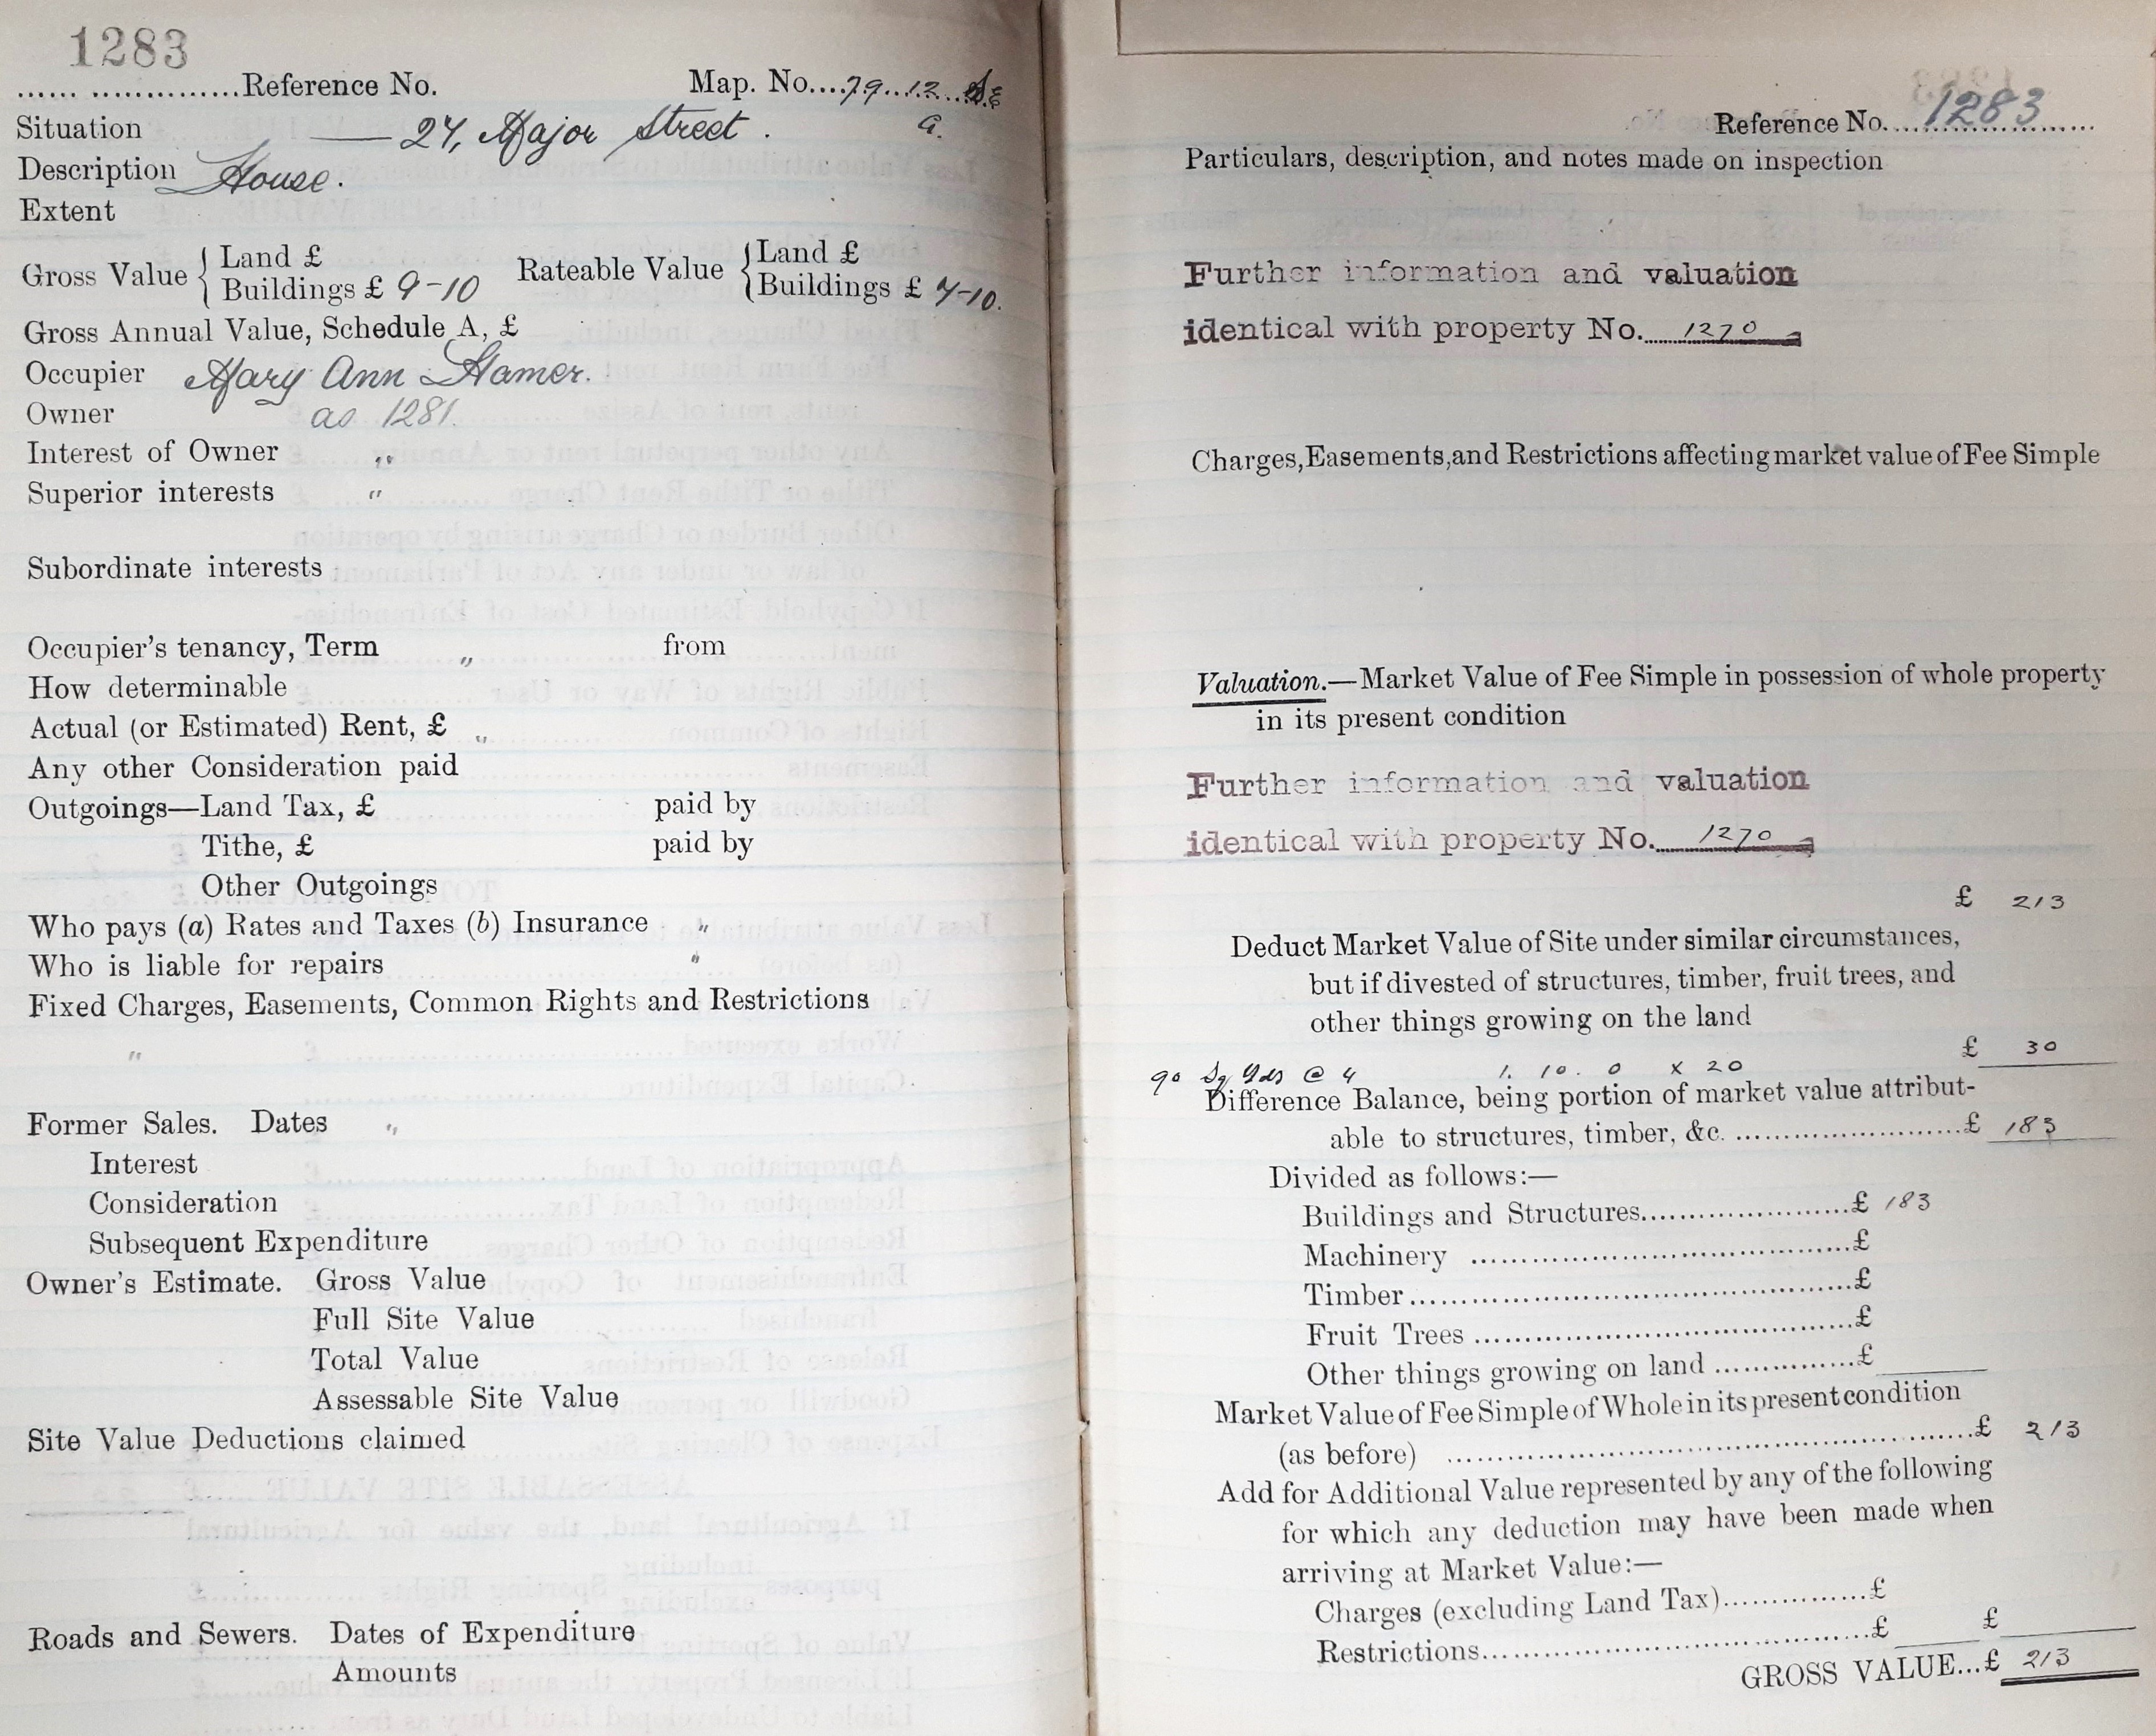 1283
...... ..............Reference No.
Map. No....79..12...SE
Situation — 27, Major Street. a.
Description House.
Extent
Gross Value { Land £
Buildings £ 9-10
Rateable Value { Land £
Buildings £ 7-10.
Gross Annual Value, Schedule A, £
Occupier Mary Ann Hamer.
Owner as 1281.
Interest of Owner "
Superior interests "
Subordinate interests
Occupier's tenancy, Term " from
How determinable
Actual (or Estimated) Rent, £ "
Any other Consideration paid
Outgoings—Land Tax, £ paid by
Tithe, £ paid by
Other Outgoings
Who pays (a) Rates and Taxes (b) Insurance "
Who is liable for repairs "
Fixed Charges, Easements, Common Rights and Restrictions
"
Former Sales. Dates "
Interest
Consideration
Subsequent Expenditure
Owner's Estimate. Gross Value
Full Site Value
Total Value
Assessable Site Value
Site Value Deductions claimed
Roads and Sewers. Dates of Expenditure
Amounts
Reference No. 1283
Particulars, description, and notes made on inspection
Further information and valuation
identical with property No. 1270
Charges, Easements, and Restrictions affecting market value of Fee Simple
Valuation.—Market Value of Fee Simple in possession of whole property
in its present condition
Further information and valuation
identical with property No. 1270
£ 213
Deduct Market Value of Site under similar circumstances,
but if divested of structures, timber, fruit trees, and
other things growing on the land
£ 30
90 Sq Yds @ 4 1. 10. 0 x 20
Difference Balance, being portion of market value attribut-
able to structures, timber, &c. ..........................£ 183
Divided as follows:—
Buildings and Structures........................£ 183
Machinery ............................................£
Timber...................................................£
Fruit Trees ............................................£
Other things growing on land ................£
Market Value of Fee Simple of Whole in its present condition
(as before) ............................................................£ 213
Add for Additional Value represented by any of the following
for which any deduction may have been made when
arriving at Market Value:—
Charges (excluding Land Tax)................£
Restrictions............................................£ £
GROSS VALUE...£ 213